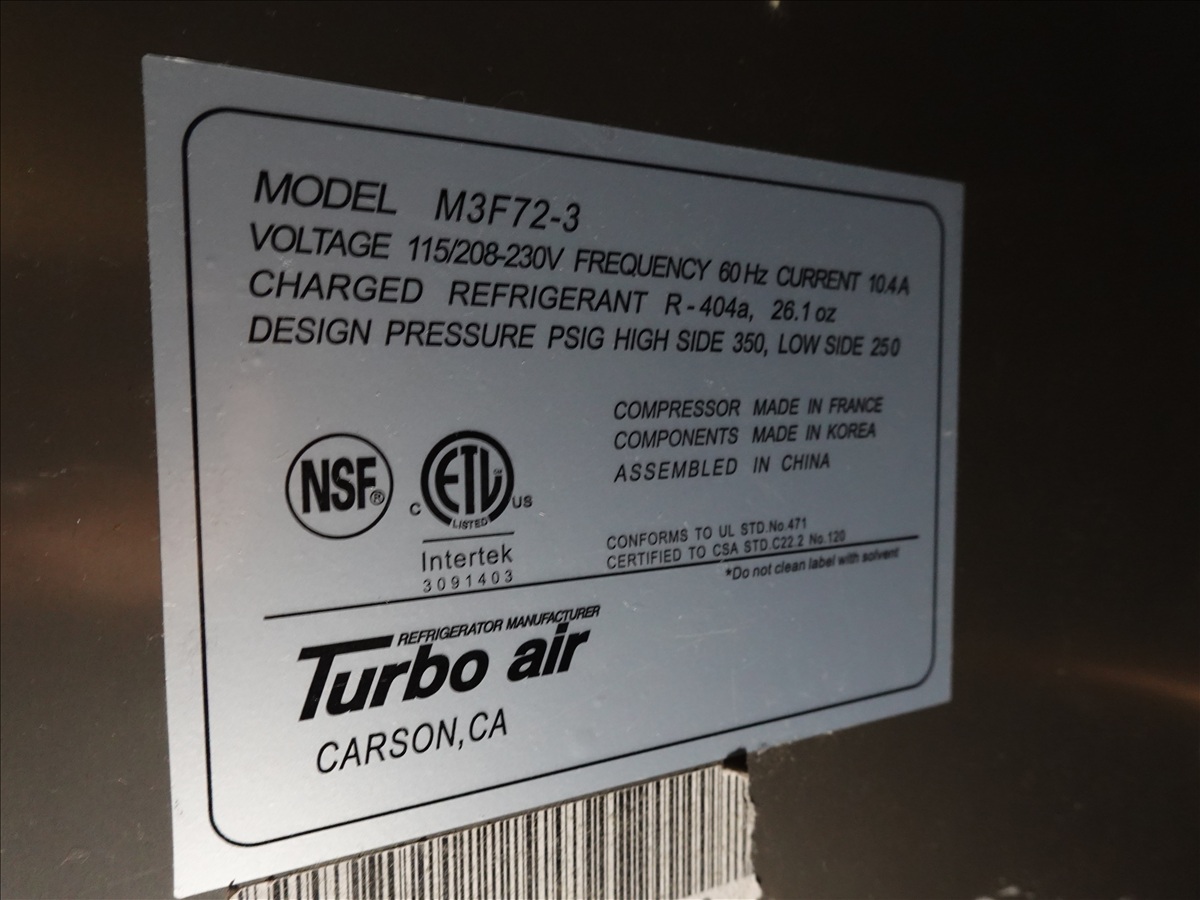 MODEL M3F72-3
VOLTAGE 115/208-230V FREQUENCY 60Hz CURRENT 10.4A
CHARGED REFRIGERANT R-404a, 26.1oz
DESIGN PRESSURE PSIG HIGH SIDE 350, LOW SIDE 250
COMPRESSOR MADE IN FRANCE
COMPONENTS MADE IN KOREA
ASSEMBLED IN CHINA
NSF®
C ETL™ US
LISTED
Intertek
3091403
CONFORMS TO UL STD.No.471
CERTIFIED TO CSA STD.C22.2 No.120
*Do not clean label with solvent
REFRIGERATOR MANUFACTURER
Turbo air
CARSON,CA